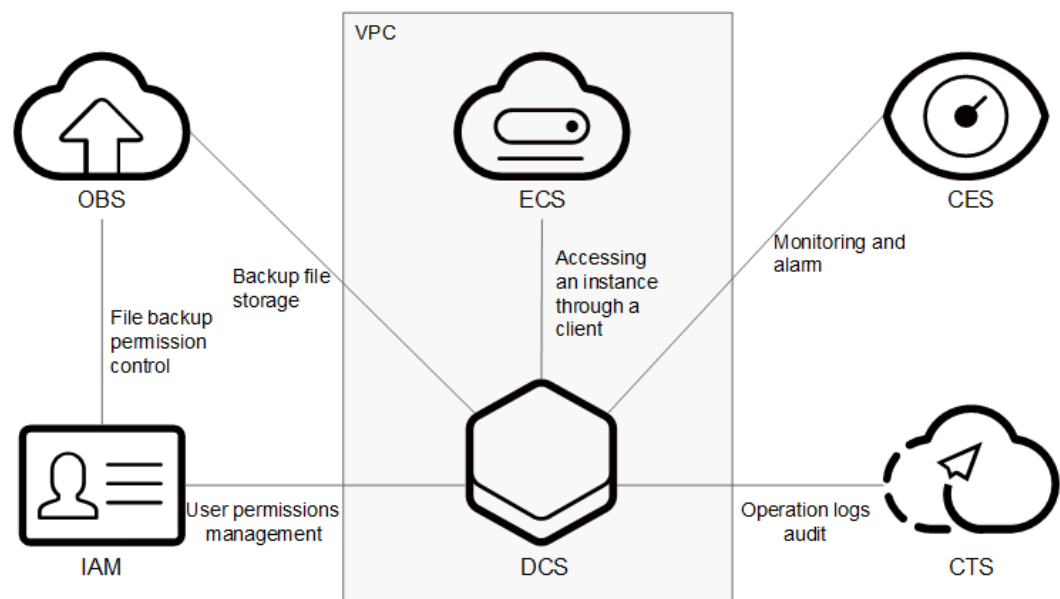 VPC
OBS
ECS
CES
Backup file
storage
Accessing
an instance
through a
client
Monitoring and
alarm
File backup
permission
control
User permissions
management
Operation logs
audit
IAM
DCS
CTS